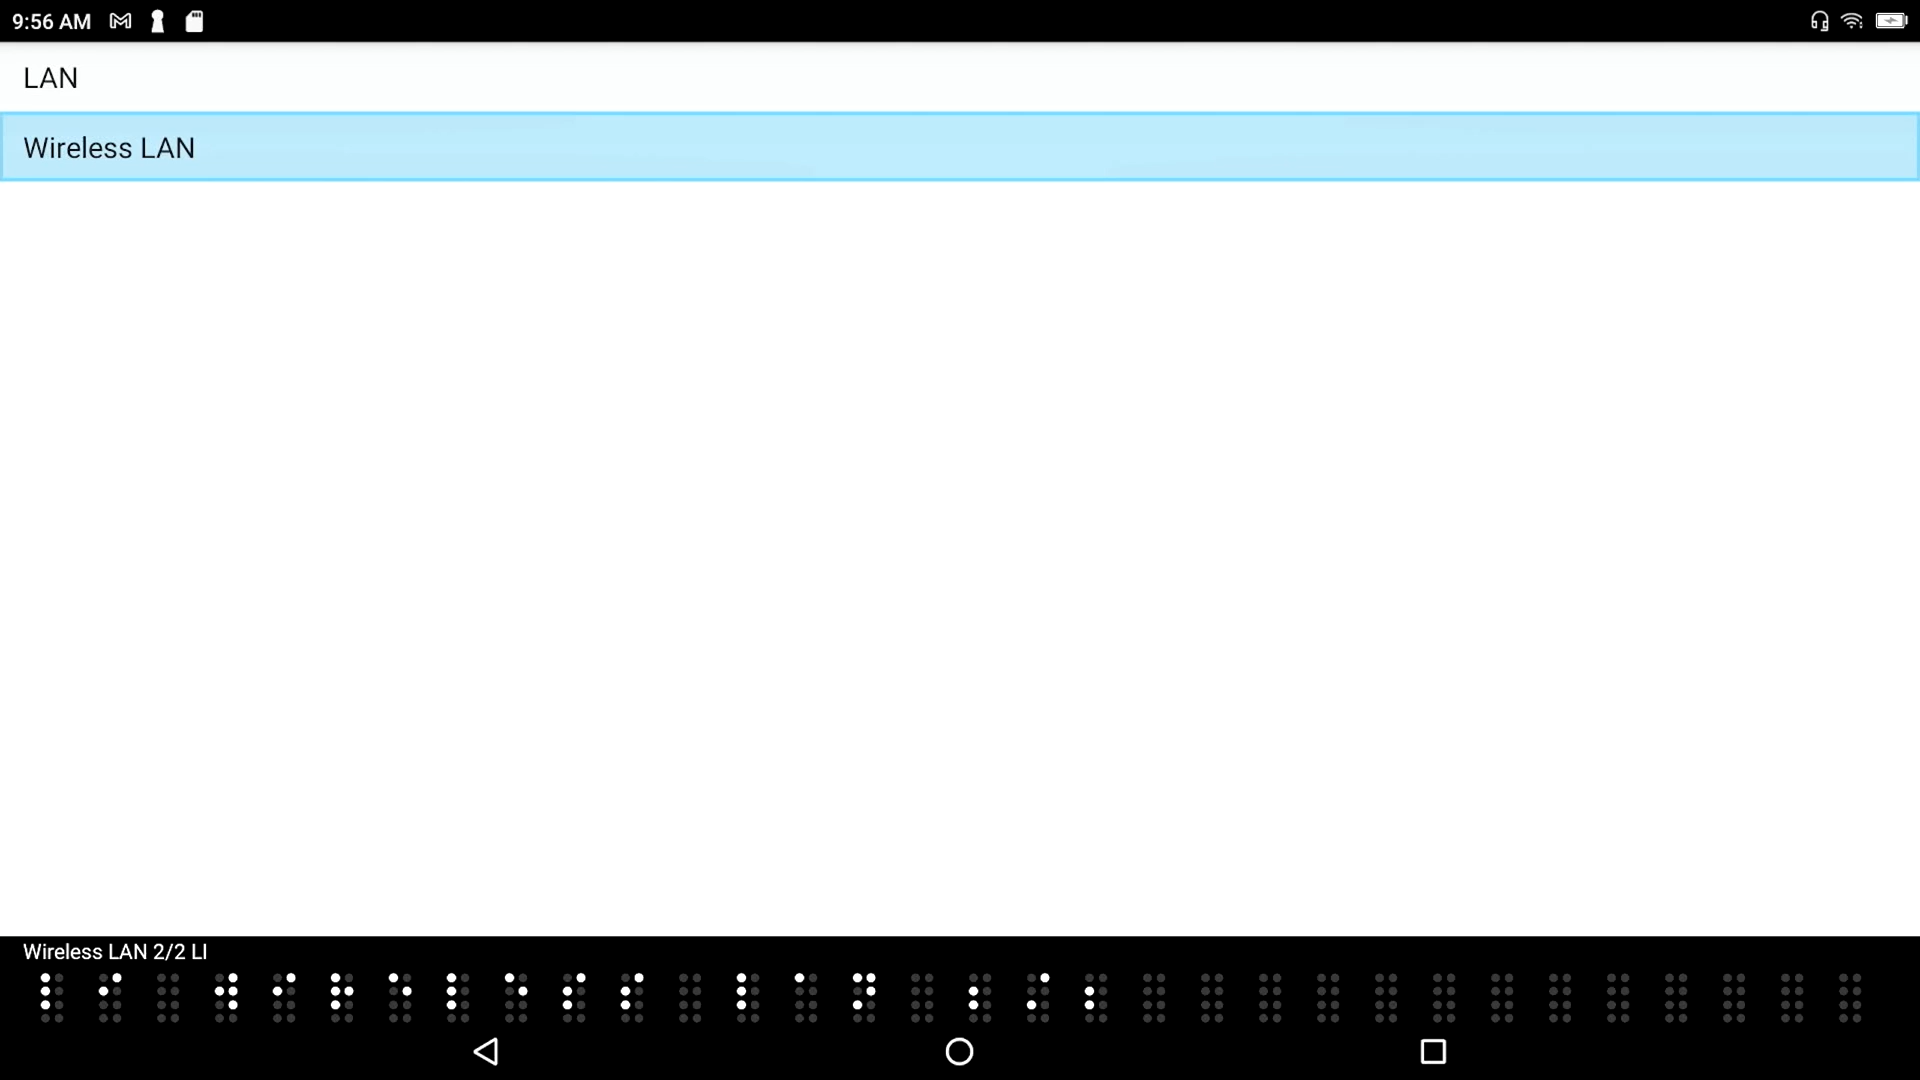 9:56 AM
LAN
Wireless LAN
Wireless LAN 2/2 LI
⠇⠊ ⠺⠊⠗⠑⠇⠑⠎⠎ ⠇⠁⠝ ⠆⠌⠆